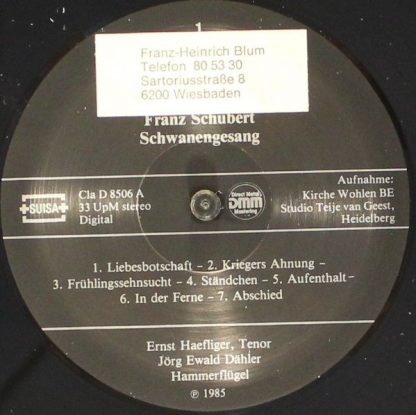 1
Franz-Heinrich Blum
Telefon 80 53 30
Sartoriusstraße 8
6200 Wiesbaden
Franz Schubert
Schwanengesang
+SUISA+
Cla D 8506 A
33 UpM stereo
Digital
Direct Metal
DMM
Mastering
Aufnahme:
Kirche Wohlen BE
Studio Teije van Geest,
Heidelberg
1. Liebesbotschaft – 2. Kriegers Ahnung –
3. Frühlingssehnsucht – 4. Ständchen – 5. Aufenthalt –
6. In der Ferne – 7. Abschied
Ernst Haefliger, Tenor
Jörg Ewald Dähler
Hammerflügel
℗ 1985